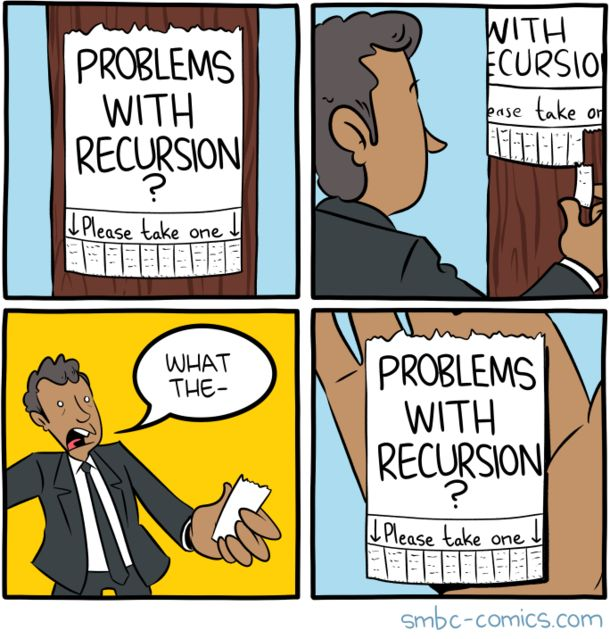 PROBLEMS
WITH
RECURSION
?
↓Please take one↓
WITH
ECURSIO
ease take on
WHAT
THE-
PROBLEMS
WITH
RECURSION
?
↓Please take one↓
smbc-comics.com